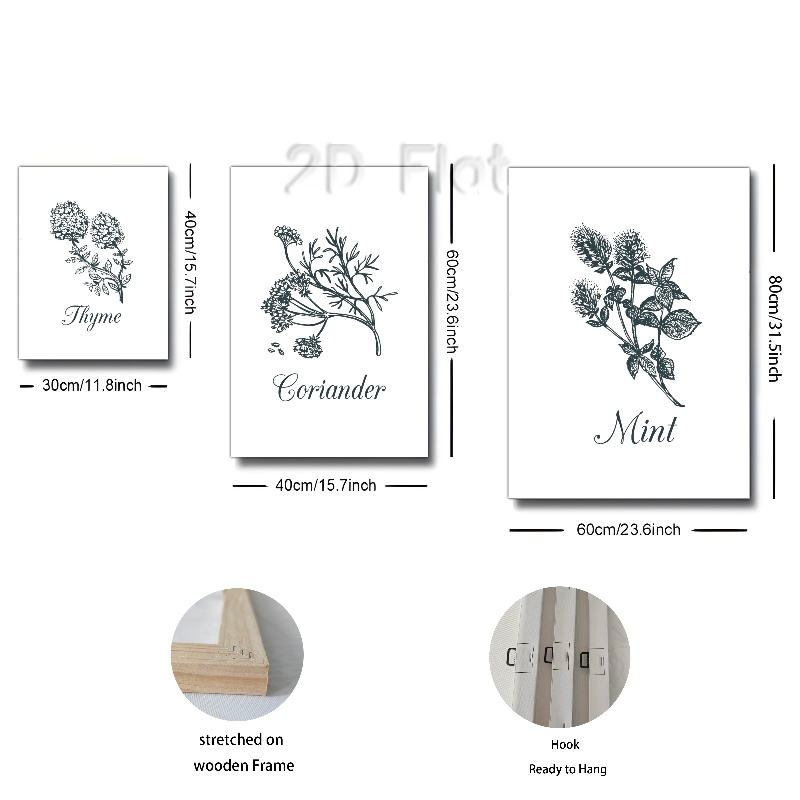 2D Flat
Thyme
40cm/15.7inch
30cm/11.8inch
Coriander
60cm/23.6inch
40cm/15.7inch
Mint
80cm/31.5inch
60cm/23.6inch
stretched on
wooden Frame
Hook
Ready to Hang